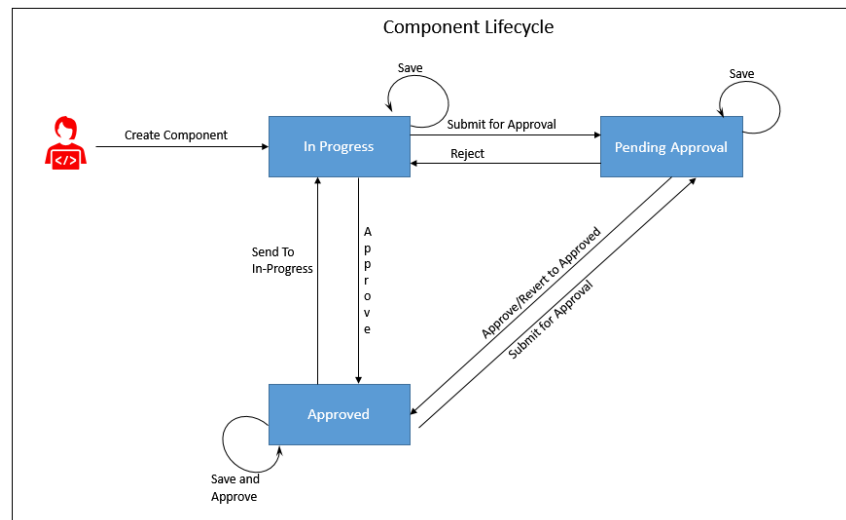 Component Lifecycle
Save
Save
Create Component
In Progress
Submit for Approval
Reject
Pending Approval
Send To
In-Progress
Approve
Approve/Revert to Approved
Submit for Approval
Approved
Save and
Approve